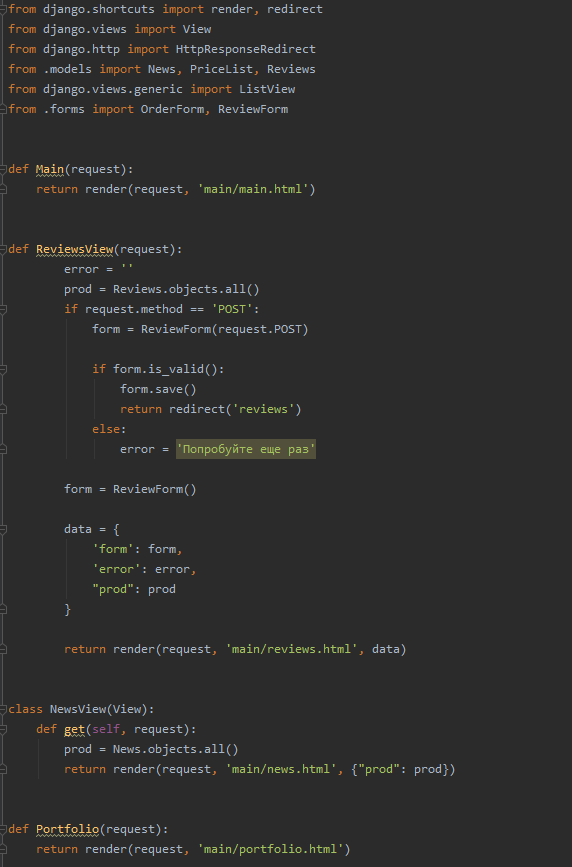 from django.shortcuts import render, redirect
from django.views import View
from django.http import HttpResponseRedirect
from .models import News, PriceList, Reviews
from django.views.generic import ListView
from .forms import OrderForm, ReviewForm
def Main(request):
    return render(request, 'main/main.html')
def ReviewsView(request):
        error = ''
        prod = Reviews.objects.all()
        if request.method == 'POST':
            form = ReviewForm(request.POST)
            if form.is_valid():
                form.save()
                return redirect('reviews')
            else:
                error = 'Попробуйте еще раз'
        form = ReviewForm()
        data = {
            'form': form,
            'error': error,
            "prod": prod
        }
        return render(request, 'main/reviews.html', data)
class NewsView(View):
    def get(self, request):
        prod = News.objects.all()
        return render(request, 'main/news.html', {"prod": prod})
def Portfolio(request):
    return render(request, 'main/portfolio.html')